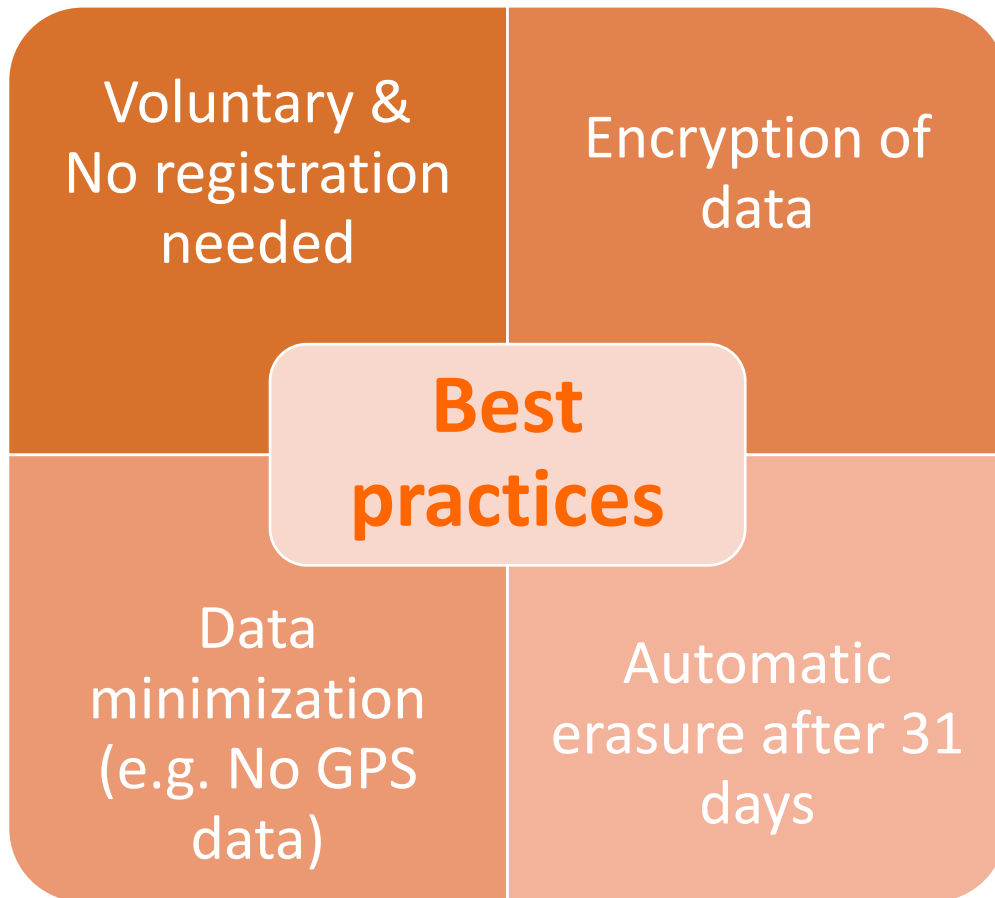 Voluntary &
No registration
needed
Encryption of
data
Best
practices
Data
minimization
(e.g. No GPS
data)
Automatic
erasure after 31
days